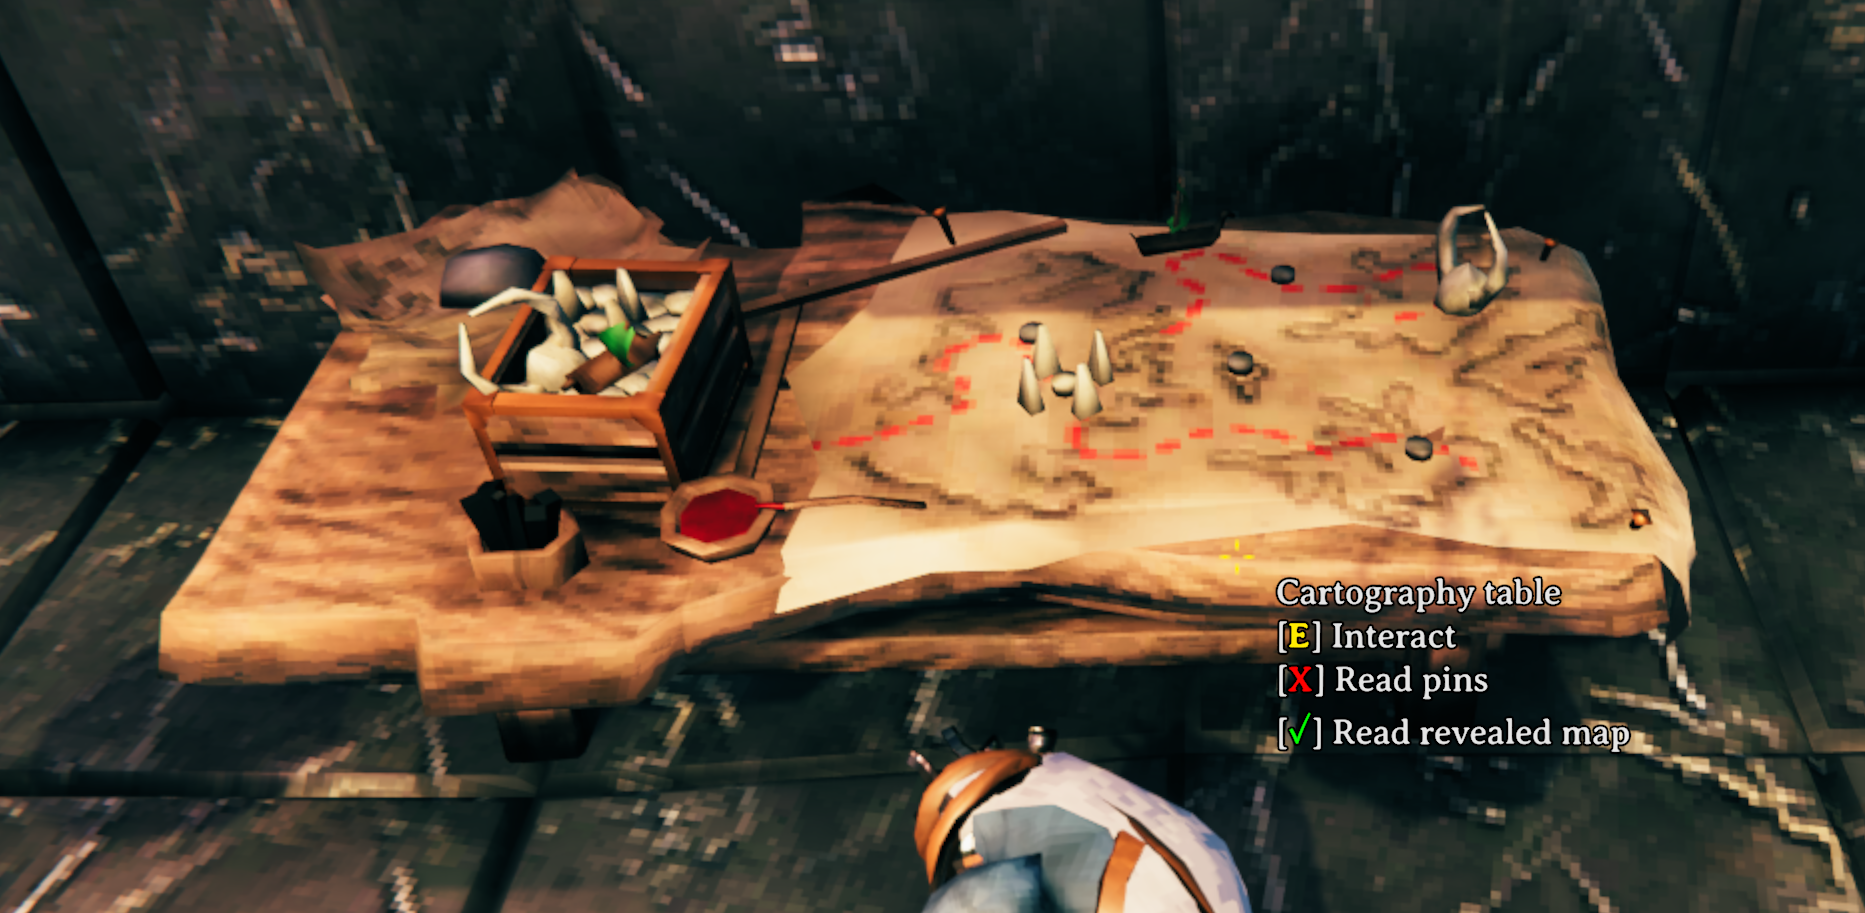 Cartography table
[E] Interact
[X] Read pins
[√] Read revealed map